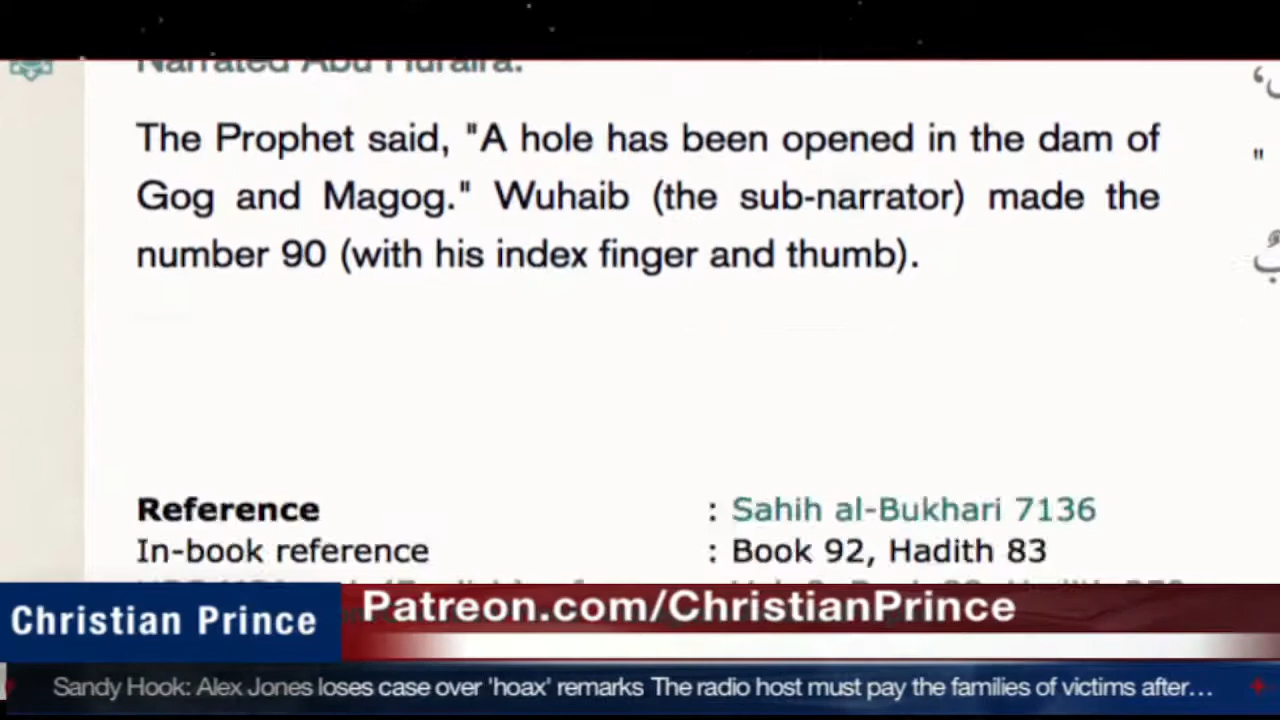 Narrated Abu Huraira:
The Prophet said, "A hole has been opened in the dam of
Gog and Magog." Wuhaib (the sub-narrator) made the
number 90 (with his index finger and thumb).
Reference : Sahih al-Bukhari 7136
In-book reference : Book 92, Hadith 83
Christian Prince
Patreon.com/ChristianPrince
Sandy Hook: Alex Jones loses case over 'hoax' remarks The radio host must pay the families of victims after…